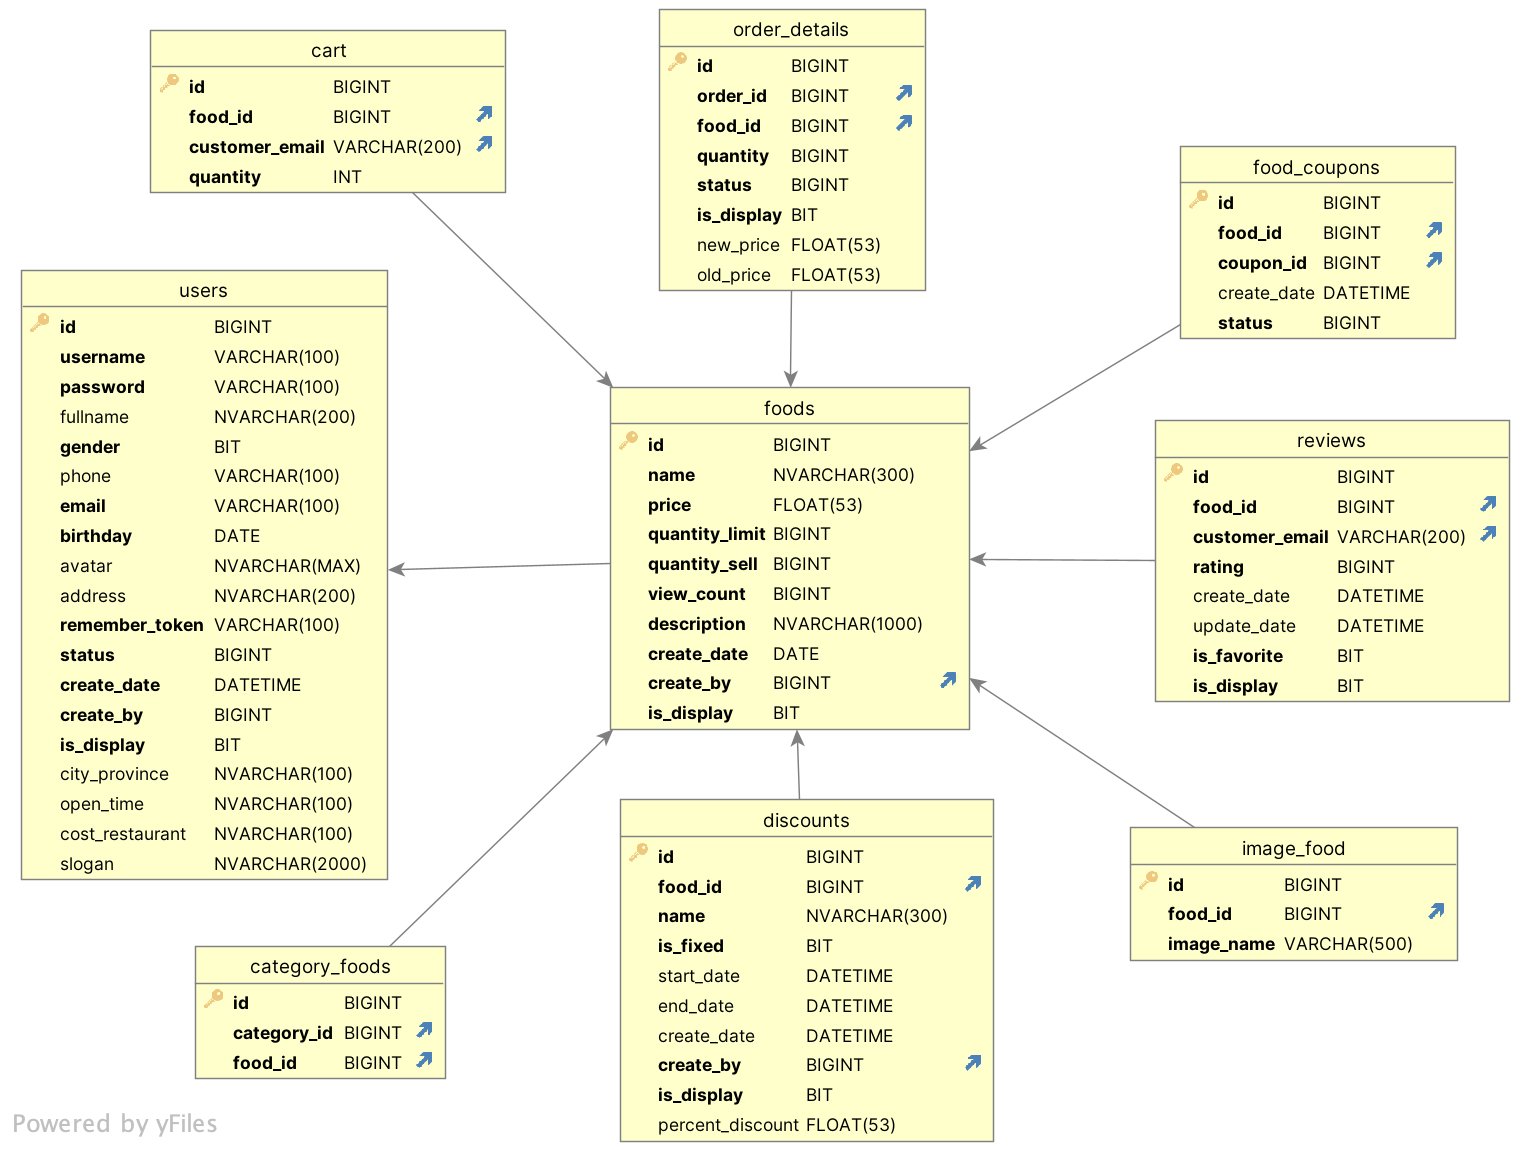 cart
id BIGINT
food_id BIGINT
customer_email VARCHAR(200)
quantity INT
order_details
id BIGINT
order_id BIGINT
food_id BIGINT
quantity BIGINT
status BIGINT
is_display BIT
new_price FLOAT(53)
old_price FLOAT(53)
food_coupons
id BIGINT
food_id BIGINT
coupon_id BIGINT
create_date DATETIME
status BIGINT
users
id BIGINT
username VARCHAR(100)
password VARCHAR(100)
fullname NVARCHAR(200)
gender BIT
phone VARCHAR(100)
email VARCHAR(100)
birthday DATE
avatar NVARCHAR(MAX)
address NVARCHAR(200)
remember_token VARCHAR(100)
status BIGINT
create_date DATETIME
create_by BIGINT
is_display BIT
city_province NVARCHAR(100)
open_time NVARCHAR(100)
cost_restaurant NVARCHAR(100)
slogan NVARCHAR(2000)
foods
id BIGINT
name NVARCHAR(300)
price FLOAT(53)
quantity_limit BIGINT
quantity_sell BIGINT
view_count BIGINT
description NVARCHAR(1000)
create_date DATE
create_by BIGINT
is_display BIT
reviews
id BIGINT
food_id BIGINT
customer_email VARCHAR(200)
rating BIGINT
create_date DATETIME
update_date DATETIME
is_favorite BIT
is_display BIT
category_foods
id BIGINT
category_id BIGINT
food_id BIGINT
discounts
id BIGINT
food_id BIGINT
name NVARCHAR(300)
is_fixed BIT
start_date DATETIME
end_date DATETIME
create_date DATETIME
create_by BIGINT
is_display BIT
percent_discount FLOAT(53)
image_food
id BIGINT
food_id BIGINT
image_name VARCHAR(500)
Powered by yFiles